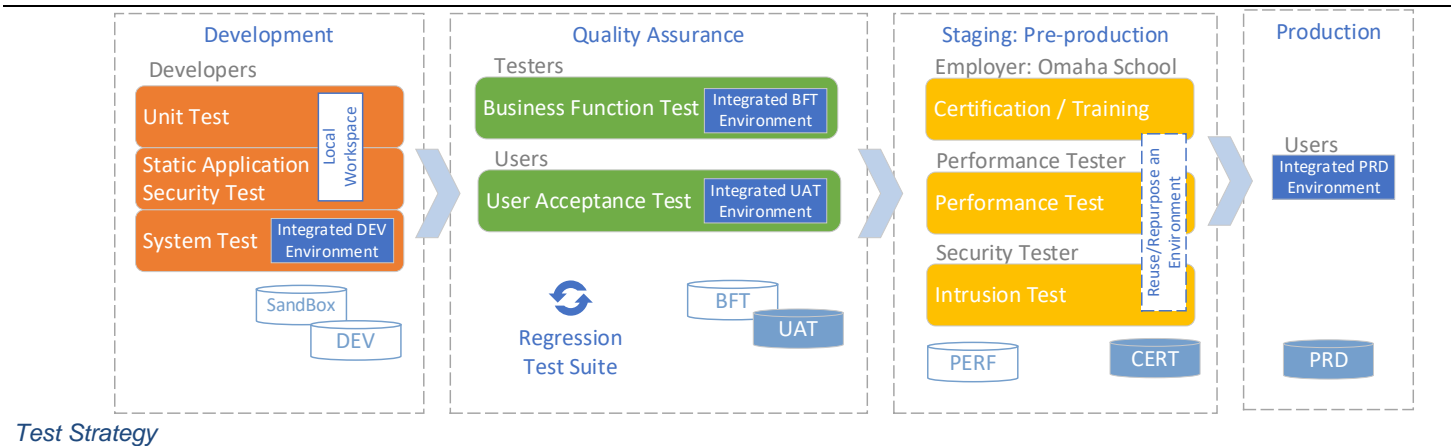 Development
Developers
Unit Test
Local
Workspace
Static Application
Security Test
System Test
Integrated DEV
Environment
SandBox
DEV
Quality Assurance
Testers
Business Function Test
Integrated BFT
Environment
Users
User Acceptance Test
Integrated UAT
Environment
Regression
Test Suite
BFT
UAT
Staging: Pre-production
Employer: Omaha School
Certification / Training
Performance Tester
Performance Test
Security Tester
Intrusion Test
Reuse/Repurpose an
Environment
PERF
CERT
Production
Users
Integrated PRD
Environment
PRD
Test Strategy